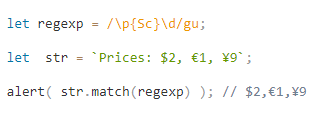 let regexp = /\p{Sc}\d/gu;
let  str = `Prices: $2, €1, ¥9`;
alert( str.match(regexp) ); // $2,€1,¥9